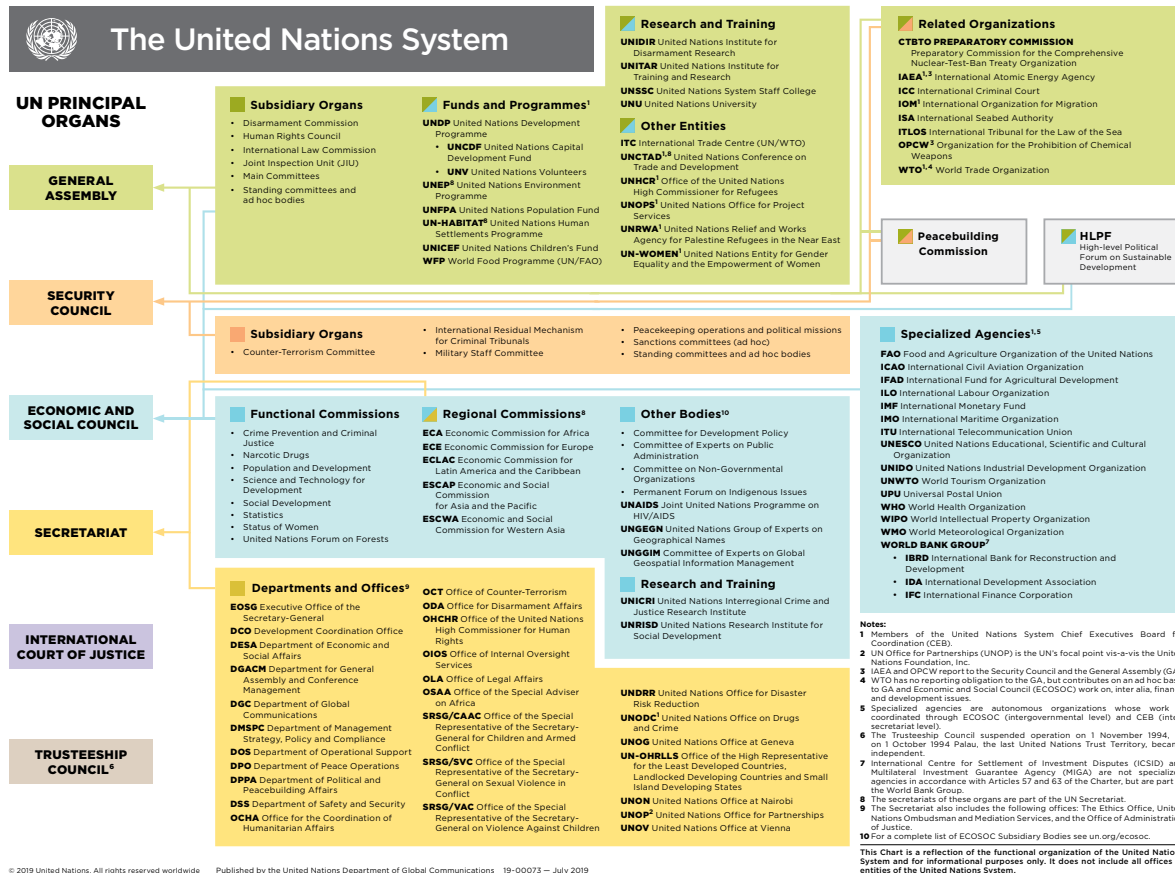 The United Nations System
UN PRINCIPAL
ORGANS
GENERAL
ASSEMBLY
SECURITY
COUNCIL
ECONOMIC AND
SOCIAL COUNCIL
SECRETARIAT
INTERNATIONAL
COURT OF JUSTICE
TRUSTEESHIP
COUNCIL⁶
Subsidiary Organs
• Disarmament Commission
• Human Rights Council
• International Law Commission
• Joint Inspection Unit (JIU)
• Main Committees
• Standing committees and
ad hoc bodies
Funds and Programmes¹
UNDP United Nations Development
Programme
• UNCDF United Nations Capital
Development Fund
• UNV United Nations Volunteers
UNEP⁸ United Nations Environment
Programme
UNFPA United Nations Population Fund
UN-HABITAT⁸ United Nations Human
Settlements Programme
UNICEF United Nations Children's Fund
WFP World Food Programme (UN/FAO)
Research and Training
UNIDIR United Nations Institute for
Disarmament Research
UNITAR United Nations Institute for
Training and Research
UNSSC United Nations System Staff College
UNU United Nations University
Other Entities
ITC International Trade Centre (UN/WTO)
UNCTAD¹,⁸ United Nations Conference on
Trade and Development
UNHCR¹ Office of the United Nations
High Commissioner for Refugees
UNOPS¹ United Nations Office for Project
Services
UNRWA¹ United Nations Relief and Works
Agency for Palestine Refugees in the Near East
UN-WOMEN¹ United Nations Entity for Gender
Equality and the Empowerment of Women
Related Organizations
CTBTO PREPARATORY COMMISSION
Preparatory Commission for the Comprehensive
Nuclear-Test-Ban Treaty Organization
IAEA¹,³ International Atomic Energy Agency
ICC International Criminal Court
IOM¹ International Organization for Migration
ISA International Seabed Authority
ITLOS International Tribunal for the Law of the Sea
OPCW³ Organization for the Prohibition of Chemical
Weapons
WTO¹,⁴ World Trade Organization
Peacebuilding
Commission
HLPF
High-level Political
Forum on Sustainable
Development
Subsidiary Organs
• Counter-Terrorism Committee
• International Residual Mechanism
for Criminal Tribunals
• Military Staff Committee
• Peacekeeping operations and political missions
• Sanctions committees (ad hoc)
• Standing committees and ad hoc bodies
Functional Commissions
• Crime Prevention and Criminal
Justice
• Narcotic Drugs
• Population and Development
• Science and Technology for
Development
• Social Development
• Statistics
• Status of Women
• United Nations Forum on Forests
Regional Commissions⁸
ECA Economic Commission for Africa
ECE Economic Commission for Europe
ECLAC Economic Commission for
Latin America and the Caribbean
ESCAP Economic and Social
Commission
for Asia and the Pacific
ESCWA Economic and Social
Commission for Western Asia
Other Bodies¹⁰
• Committee for Development Policy
• Committee of Experts on Public
Administration
• Committee on Non-Governmental
Organizations
• Permanent Forum on Indigenous Issues
UNAIDS Joint United Nations Programme on
HIV/AIDS
UNGEGN United Nations Group of Experts on
Geographical Names
UNGGIM Committee of Experts on Global
Geospatial Information Management
Research and Training
UNICRI United Nations Interregional Crime and
Justice Research Institute
UNRISD United Nations Research Institute for
Social Development
Specialized Agencies¹,⁵
FAO Food and Agriculture Organization of the United Nations
ICAO International Civil Aviation Organization
IFAD International Fund for Agricultural Development
ILO International Labour Organization
IMF International Monetary Fund
IMO International Maritime Organization
ITU International Telecommunication Union
UNESCO United Nations Educational, Scientific and Cultural
Organization
UNIDO United Nations Industrial Development Organization
UNWTO World Tourism Organization
UPU Universal Postal Union
WHO World Health Organization
WIPO World Intellectual Property Organization
WMO World Meteorological Organization
WORLD BANK GROUP⁷
• IBRD International Bank for Reconstruction and
Development
• IDA International Development Association
• IFC International Finance Corporation
Departments and Offices⁹
EOSG Executive Office of the
Secretary-General
DCO Development Coordination Office
DESA Department of Economic and
Social Affairs
DGACM Department for General
Assembly and Conference
Management
DGC Department of Global
Communications
DMSPC Department of Management
Strategy, Policy and Compliance
DOS Department of Operational Support
DPO Department of Peace Operations
DPPA Department of Political and
Peacebuilding Affairs
DSS Department of Safety and Security
OCHA Office for the Coordination of
Humanitarian Affairs
OCT Office of Counter-Terrorism
ODA Office for Disarmament Affairs
OHCHR Office of the United Nations
High Commissioner for Human
Rights
OIOS Office of Internal Oversight
Services
OLA Office of Legal Affairs
OSAA Office of the Special Adviser
on Africa
SRSG/CAAC Office of the Special
Representative of the Secretary-
General for Children and Armed
Conflict
SRSG/SVC Office of the Special
Representative of the Secretary-
General on Sexual Violence in
Conflict
SRSG/VAC Office of the Special
Representative of the Secretary-
General on Violence Against Children
UNDRR United Nations Office for Disaster
Risk Reduction
UNODC¹ United Nations Office on Drugs
and Crime
UNOG United Nations Office at Geneva
UN-OHRLLS Office of the High Representative
for the Least Developed Countries,
Landlocked Developing Countries and Small
Island Developing States
UNON United Nations Office at Nairobi
UNOP² United Nations Office for Partnerships
UNOV United Nations Office at Vienna
Notes:
1 Members of the United Nations System Chief Executives Board f
Coordination (CEB).
2 UN Office for Partnerships (UNOP) is the UN's focal point vis-a-vis the Unite
Nations Foundation, Inc.
3 IAEA and OPCW report to the Security Council and the General Assembly (GA
4 WTO has no reporting obligation to the GA, but contributes on an ad hoc bas
to GA and Economic and Social Council (ECOSOC) work on, inter alia, financ
and development issues.
5 Specialized agencies are autonomous organizations whose work
coordinated through ECOSOC (intergovernmental level) and CEB (inte
secretariat level).
6 The Trusteeship Council suspended operation on 1 November 1994,
on 1 October 1994 Palau, the last United Nations Trust Territory, becam
independent.
7 International Centre for Settlement of Investment Disputes (ICSID) an
Multilateral Investment Guarantee Agency (MIGA) are not specialize
agencies in accordance with Articles 57 and 63 of the Charter, but are part
the World Bank Group.
8 The secretariats of these organs are part of the UN Secretariat.
9 The Secretariat also includes the following offices: The Ethics Office, Unite
Nations Ombudsman and Mediation Services, and the Office of Administrati
of Justice.
10 For a complete list of ECOSOC Subsidiary Bodies see un.org/ecosoc.
This Chart is a reflection of the functional organization of the United Natio
System and for informational purposes only. It does not include all offices
entities of the United Nations System.
© 2019 United Nations. All rights reserved worldwide
Published by the United Nations Department of Global Communications 19-00073 — July 2019